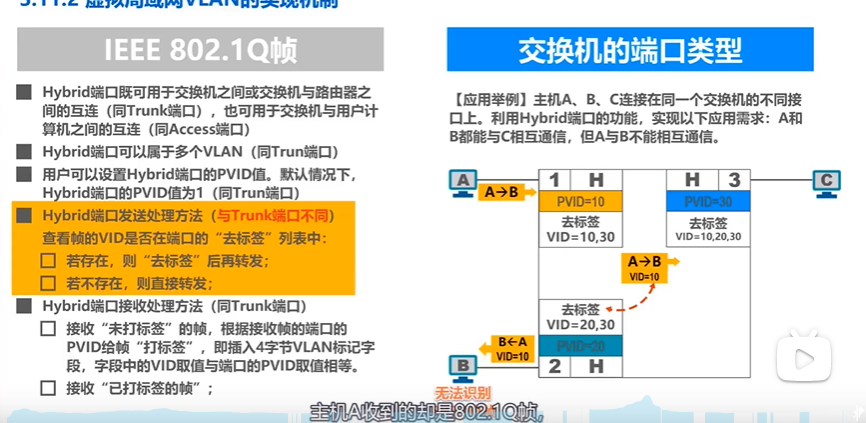 3.11.2 虚拟局域网VLAN的实现机制
IEEE 802.1Q帧
Hybrid端口既可用于交换机之间或交换机与路由器之
间的互连（同Trunk端口），也可用于交换机与用户计
算机之间的互连（同Access端口）
Hybrid端口可以属于多个VLAN（同Trun端口）
用户可以设置Hybrid端口的PVID值。默认情况下，
Hybrid端口的PVID值为1（同Trun端口）
Hybrid端口发送处理方法（与Trunk端口不同）
查看帧的VID是否在端口的“去标签”列表中：
若存在，则“去标签”后再转发；
若不存在，则直接转发；
Hybrid端口接收处理方法（同Trunk端口）
接收“未打标签”的帧，根据接收帧的端口的
PVID给帧“打标签”，即插入4字节VLAN标记字
段，字段中的VID取值与端口的PVID取值相等。
接收“已打标签的帧”；
交换机的端口类型
【应用举例】主机A、B、C连接在同一个交换机的不同接
口上。利用Hybrid端口的功能，实现以下应用需求：A和
B都能与C相互通信，但A与B不能相互通信。
A
A→B
1 H
PVID=10
去标签
VID=10,30
H 3
PVID=30
去标签
VID=10,20,30
C
A→B
VID=10
去标签
VID=20,30
PVID=20
2 H
B←A
VID=10
B
无法识别
主机A收到的却是802.1Q帧,